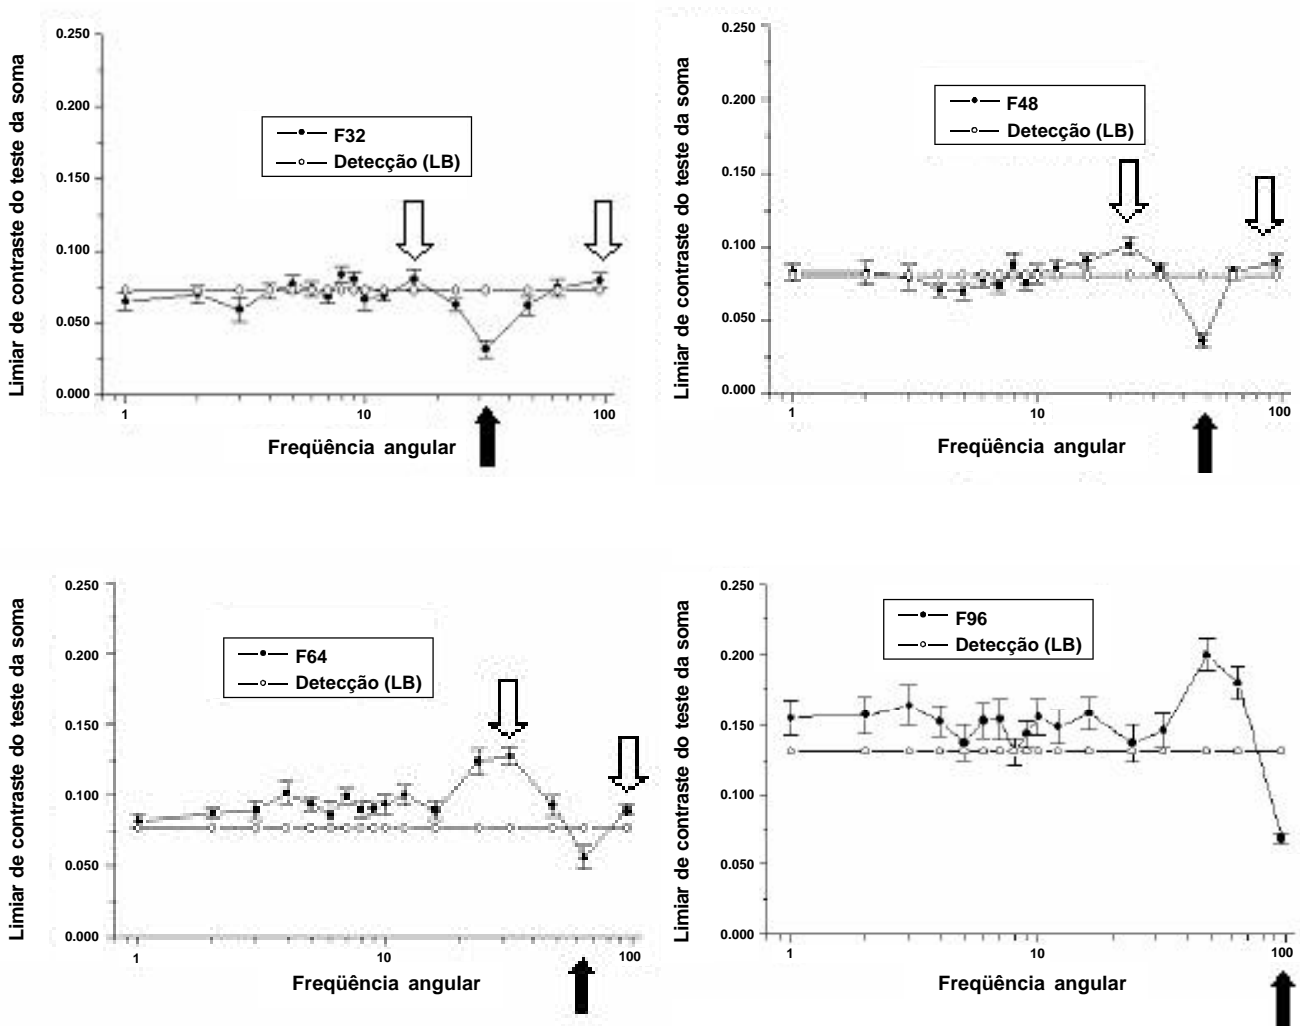 Limiar de contraste do teste da soma
0.250
0.200
0.150
0.100
0.050
0.000
F32
Detecção (LB)
1
10
100
Freqüência angular
Limiar de contraste do teste da soma
0.250
0.200
0.150
0.100
0.050
0.000
F48
Detecção (LB)
1
10
100
Freqüência angular
Limiar de contraste do teste da soma
0.250
0.200
0.150
0.100
0.050
0.000
F64
Detecção (LB)
1
10
100
Freqüência angular
Limiar de contraste do teste da soma
0.250
0.200
0.150
0.100
0.050
0.000
F96
Detecção (LB)
1
10
100
Freqüência angular